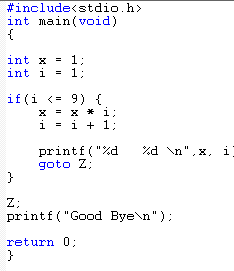 #include<stdio.h>
int main(void)
{
int x = 1;
int i = 1;
if(i <= 9) {
x = x * i;
i = i + 1;
printf("%d %d \n",x, i)
goto Z;
}
Z;
printf("Good Bye\n");
return 0;
}